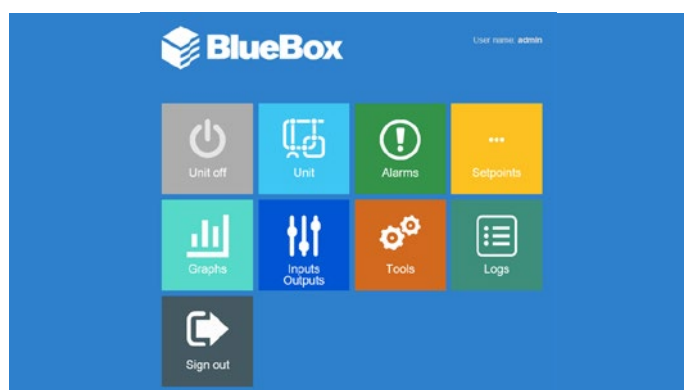 BlueBox
User name: admin
Unit off
Unit
Alarms
Setpoints
Graphs
Inputs
Outputs
Tools
Logs
Sign out